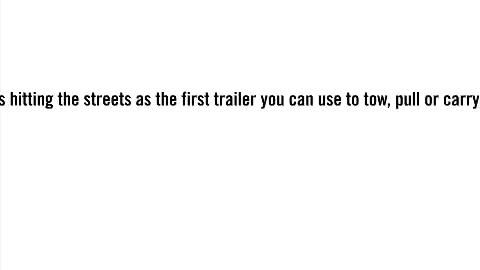 s hitting the streets as the first trailer you can use to tow, pull or carry